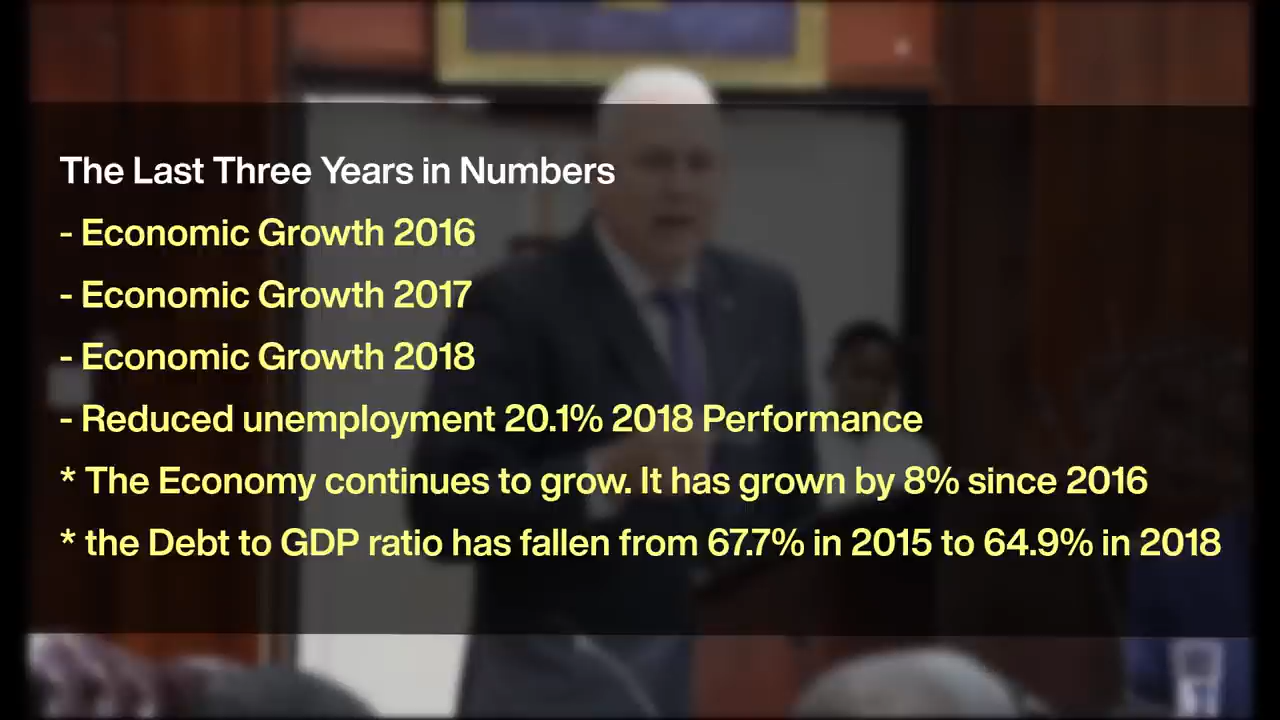 The Last Three Years in Numbers
- Economic Growth 2016
- Economic Growth 2017
- Economic Growth 2018
- Reduced unemployment 20.1% 2018 Performance
* The Economy continues to grow. It has grown by 8% since 2016
* the Debt to GDP ratio has fallen from 67.7% in 2015 to 64.9% in 2018